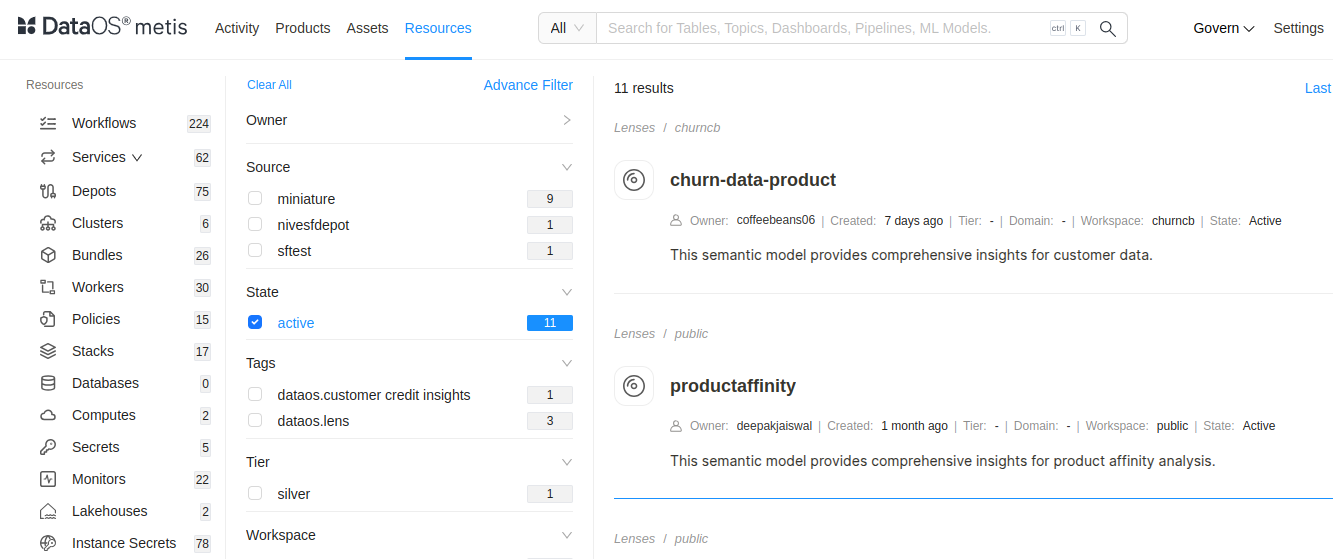 DataOS® metis
Activity Products Assets Resources
All Search for Tables, Topics, Dashboards, Pipelines, ML Models. ctrl K
Govern Settings
Resources
Workflows 224
Services 62
Depots 75
Clusters 6
Bundles 26
Workers 30
Policies 15
Stacks 17
Databases 0
Computes 2
Secrets 5
Monitors 22
Lakehouses 2
Instance Secrets 78
Clear All Advance Filter
Owner
Source
miniature 9
nivesfdepot 1
sftest 1
State
active 11
Tags
dataos.customer credit insights 1
dataos.lens 3
Tier
silver 1
Workspace
11 results Last
Lenses / churncb
churn-data-product
Owner: coffeebeans06 | Created: 7 days ago | Tier: - | Domain: - | Workspace: churncb | State: Active
This semantic model provides comprehensive insights for customer data.
Lenses / public
productaffinity
Owner: deepakjaiswal | Created: 1 month ago | Tier: - | Domain: - | Workspace: public | State: Active
This semantic model provides comprehensive insights for product affinity analysis.
Lenses / public